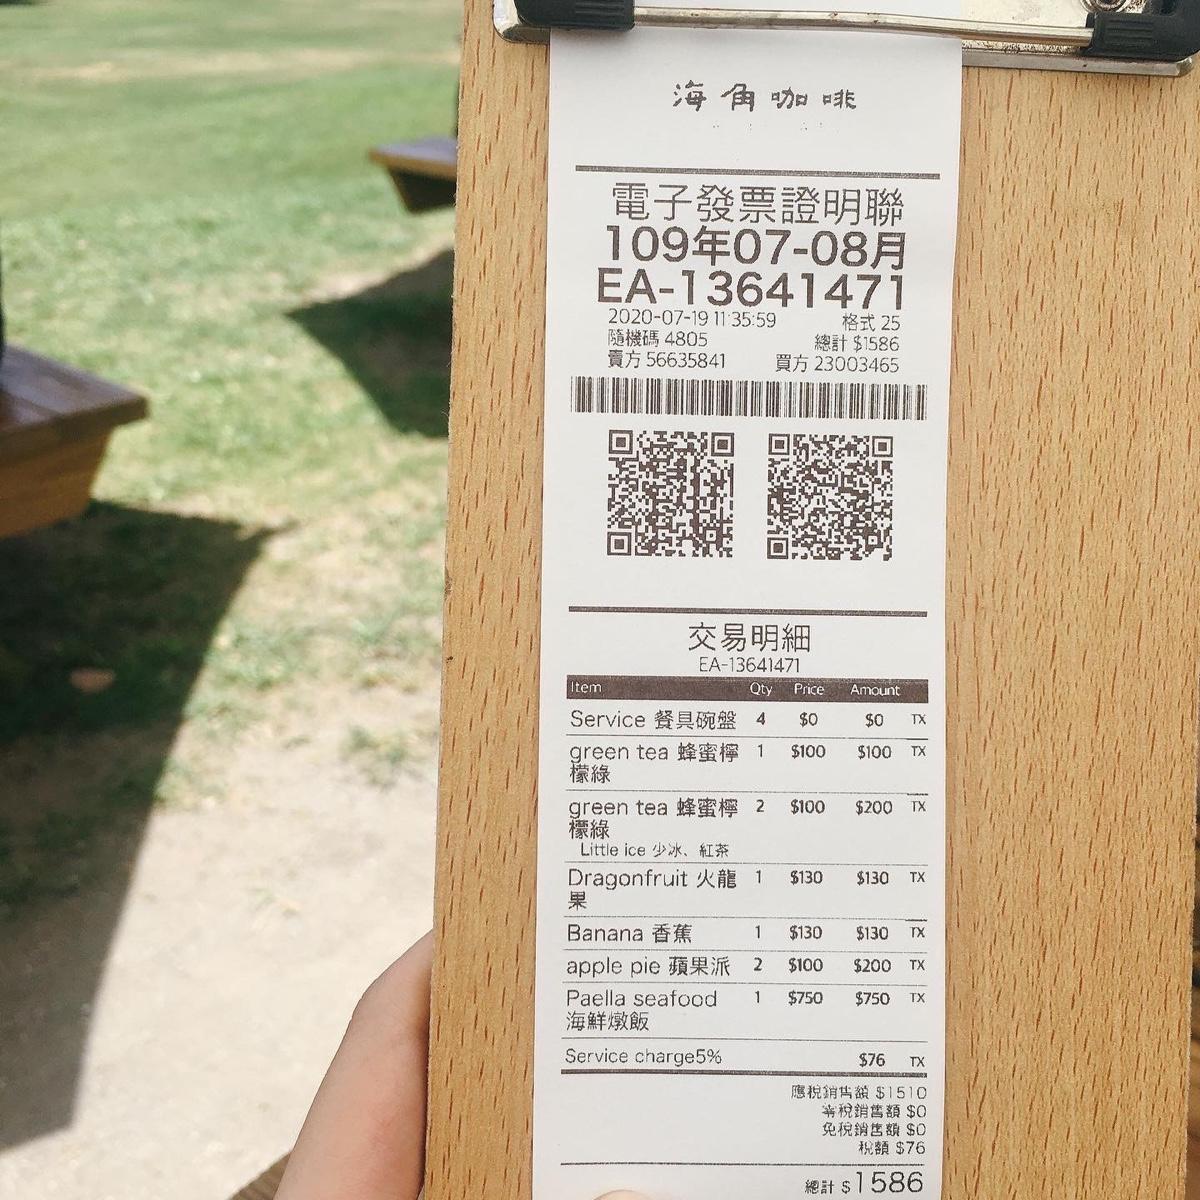 海角咖啡
電子發票證明聯
109年07-08月
EA-13641471
2020-07-19 11:35:59 格式 25
隨機碼 4805 總計 $1586
賣方 56635841 買方 23003465
交易明細
EA-13641471
Item Qty Price Amount
Service 餐具碗盤 4 $0 $0 TX
green tea 蜂蜜檸 1 $100 $100 TX
檬綠
green tea 蜂蜜檸 2 $100 $200 TX
檬綠
Little ice 少冰、紅茶
Dragonfruit 火龍 1 $130 $130 TX
果
Banana 香蕉 1 $130 $130 TX
apple pie 蘋果派 2 $100 $200 TX
Paella seafood 1 $750 $750 TX
海鮮燉飯
Service charge5% $76 TX
應稅銷售額 $1510
零稅銷售額 $0
免稅銷售額 $0
稅額 $76
總計 $1586